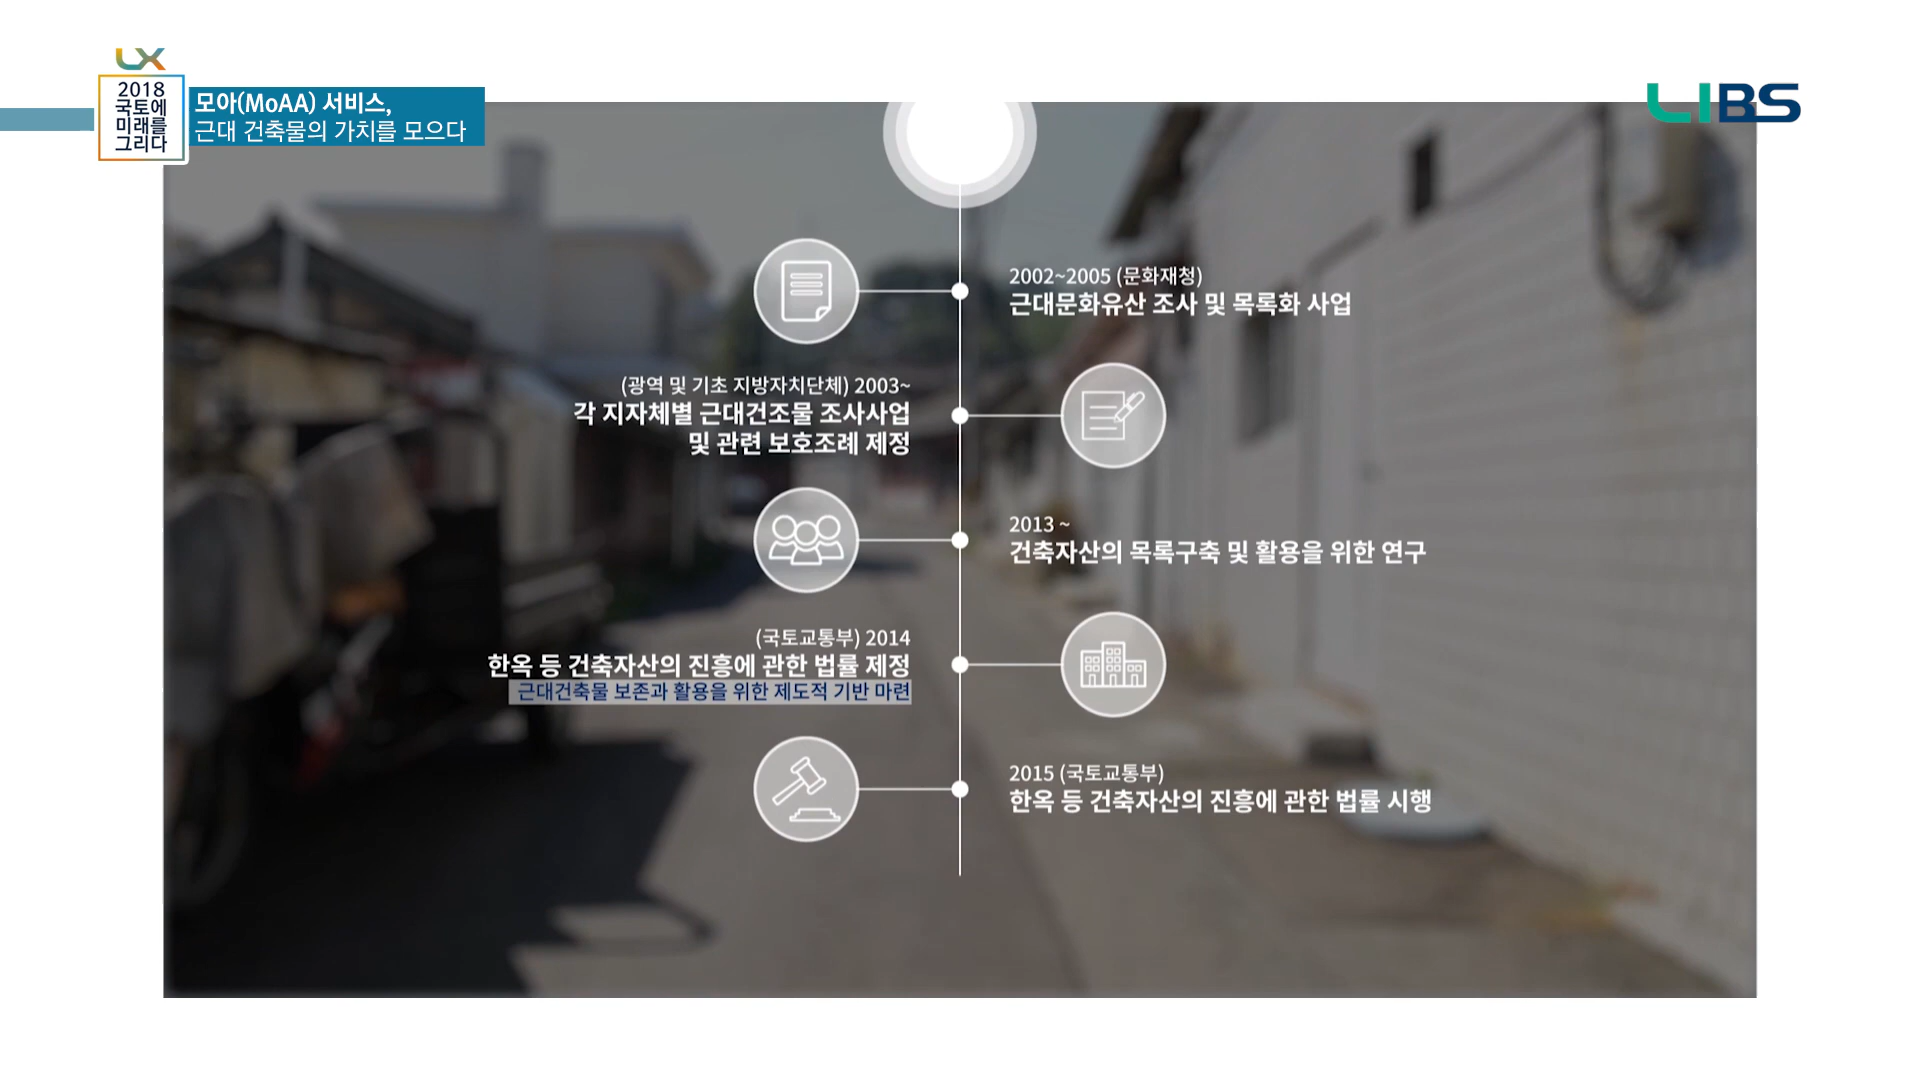 LX
2018
국토에
미래를
그리다
모아(MoAA) 서비스,
근대 건축물의 가치를 모으다
LIBS
2002~2005 (문화재청)
근대문화유산 조사 및 목록화 사업
(광역 및 기초 지방자치단체) 2003~
각 지자체별 근대건조물 조사사업
및 관련 보호조례 제정
2013 ~
건축자산의 목록구축 및 활용을 위한 연구
(국토교통부) 2014
한옥 등 건축자산의 진흥에 관한 법률 제정
근대건축물 보존과 활용을 위한 제도적 기반 마련
2015 (국토교통부)
한옥 등 건축자산의 진흥에 관한 법률 시행